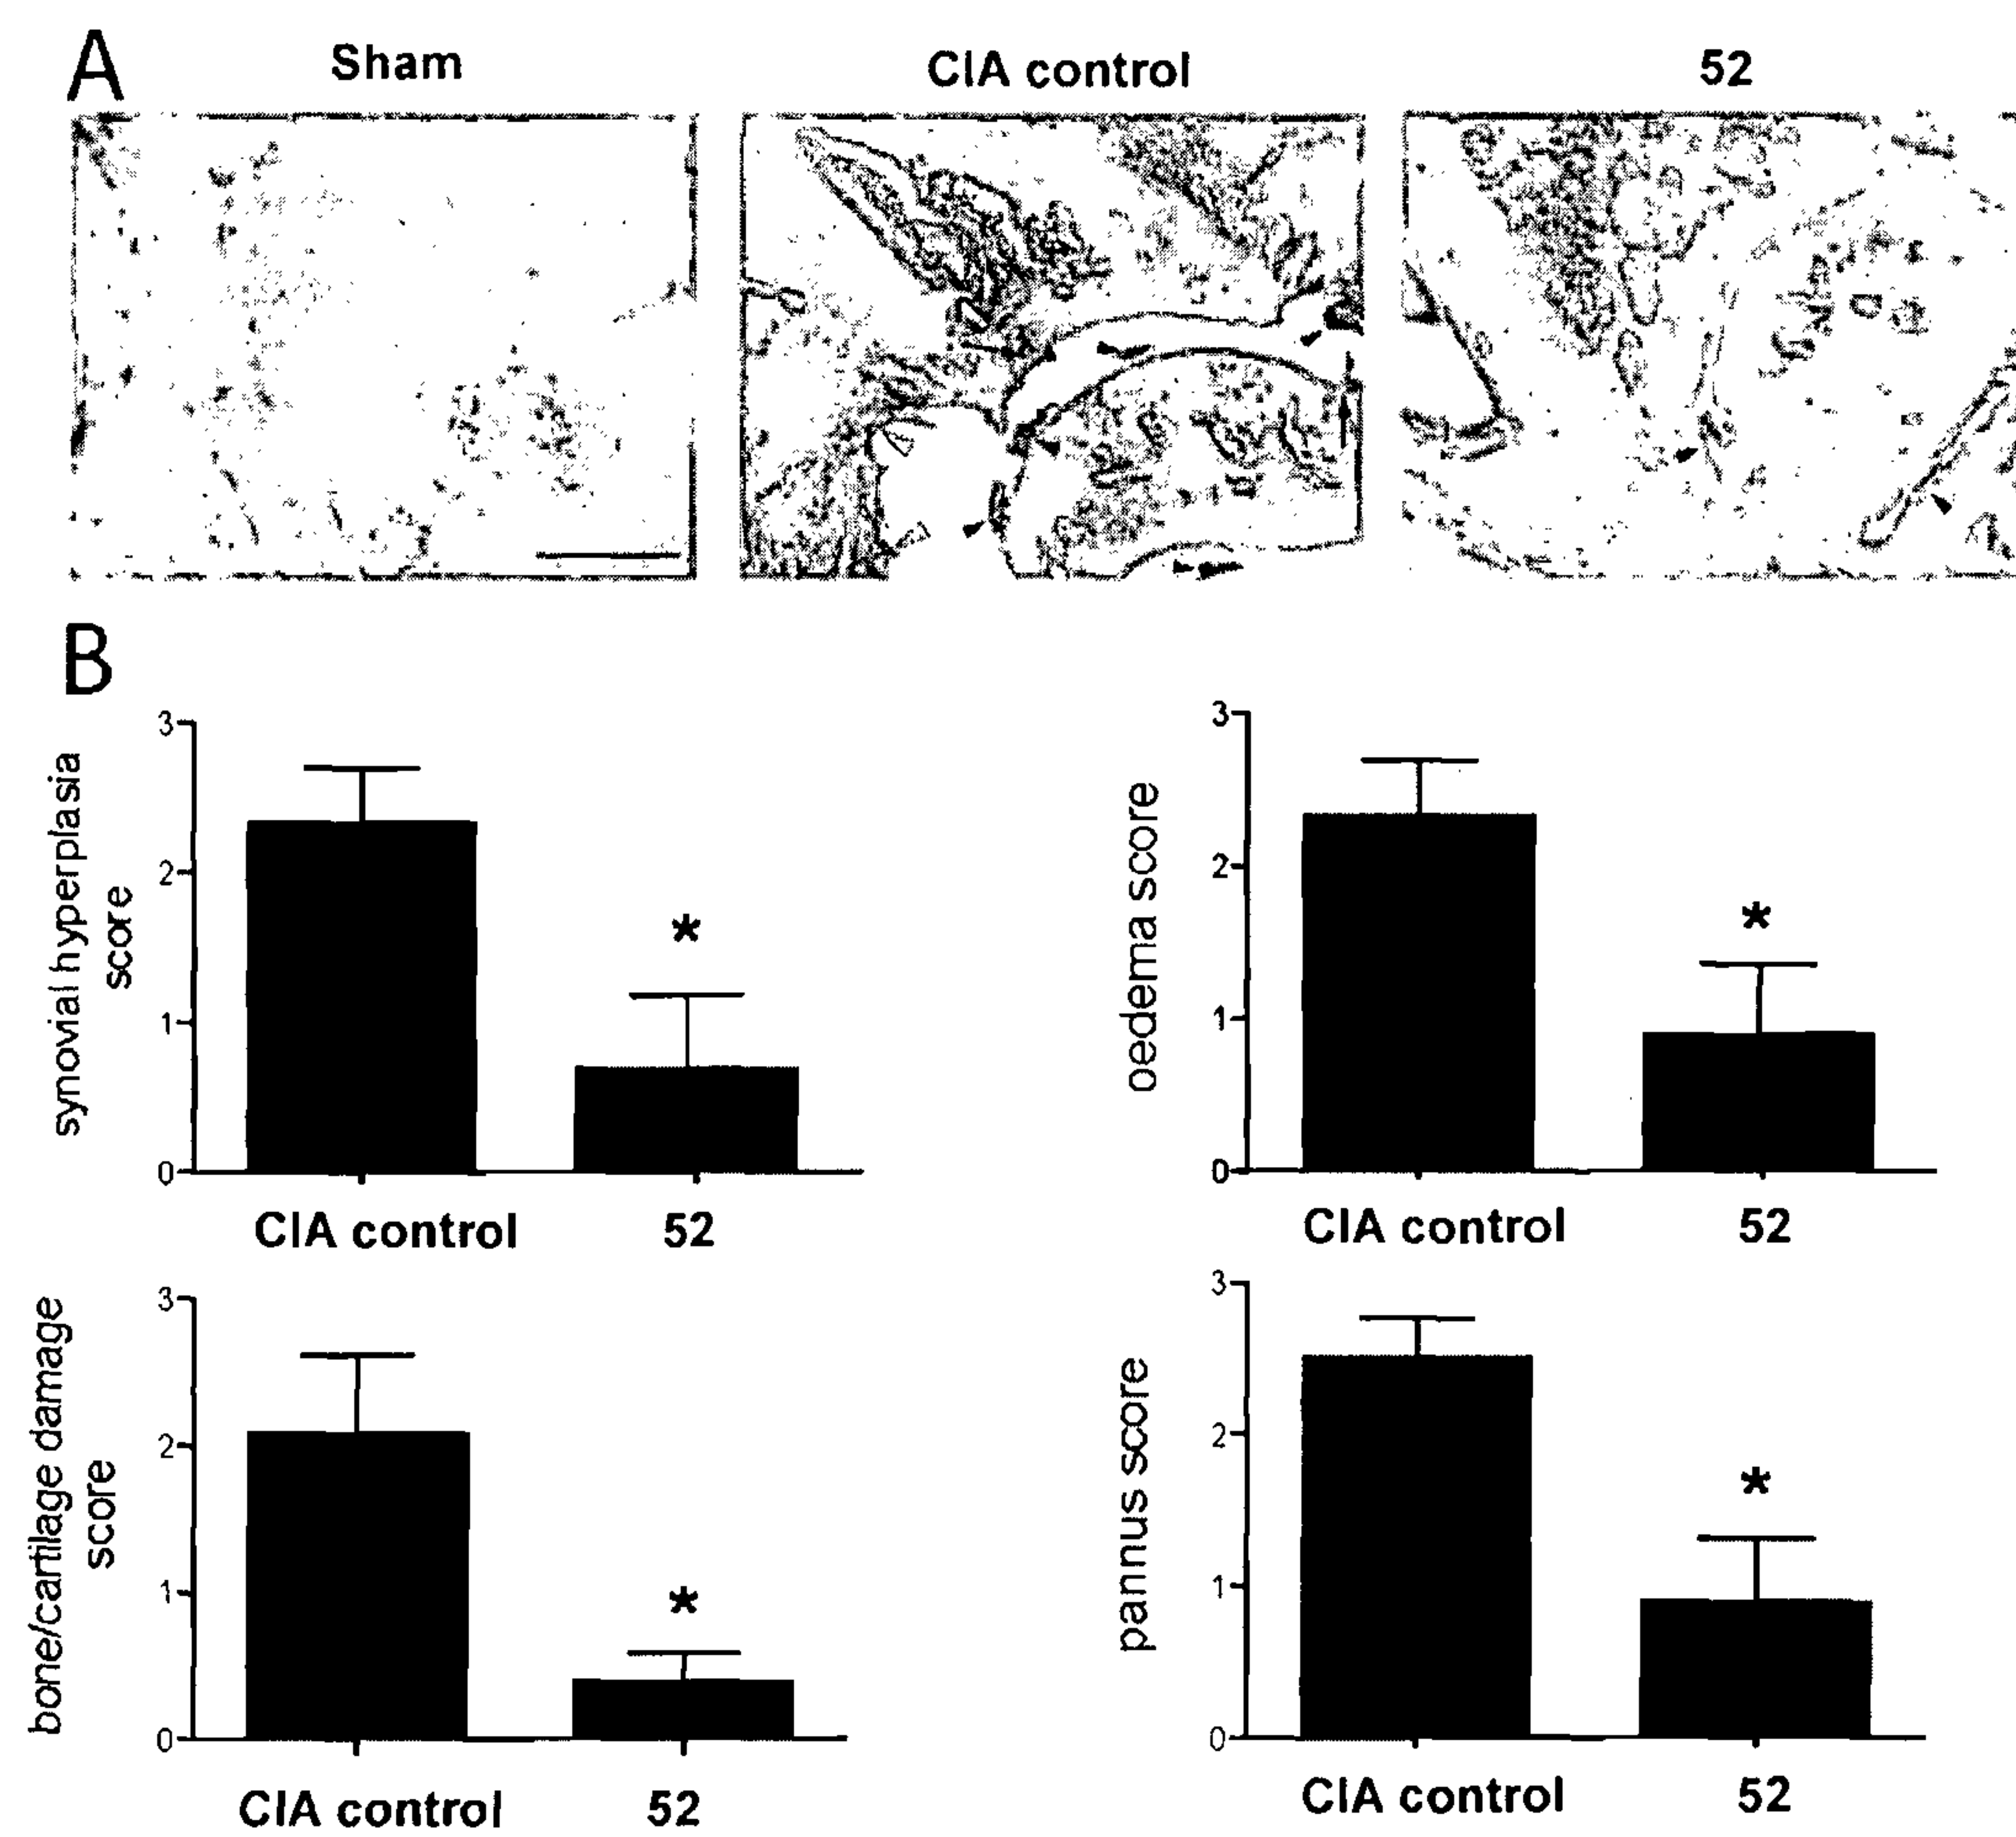 A
Sham
CIA control
52
B
synovial hyperplasia
score
3
2
1
0
*
CIA control
52
oedema score
3
2
1
0
*
CIA control
52
bone/cartilage damage
score
3
2
1
0
*
CIA control
52
pannus score
3
2
1
0
*
CIA control
52